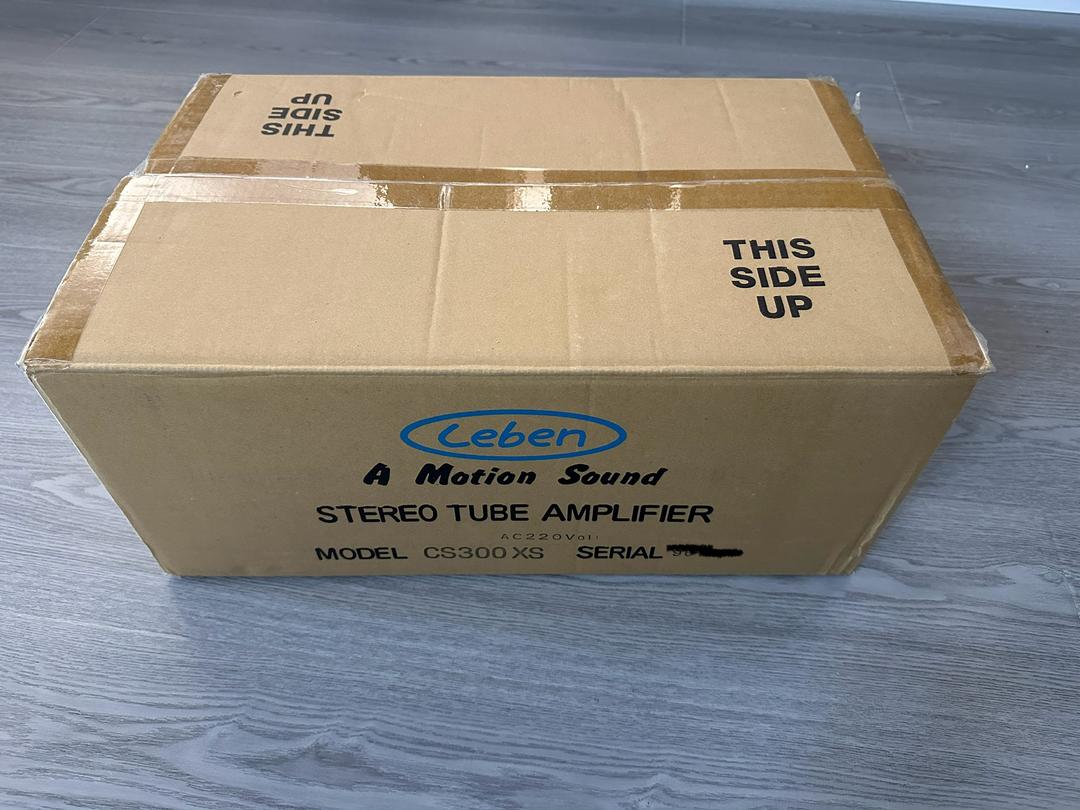 THIS
SIDE
UP
THIS
SIDE
UP
Leben
A Motion Sound
STEREO TUBE AMPLIFIER
AC220Volt
MODEL CS300XS SERIAL